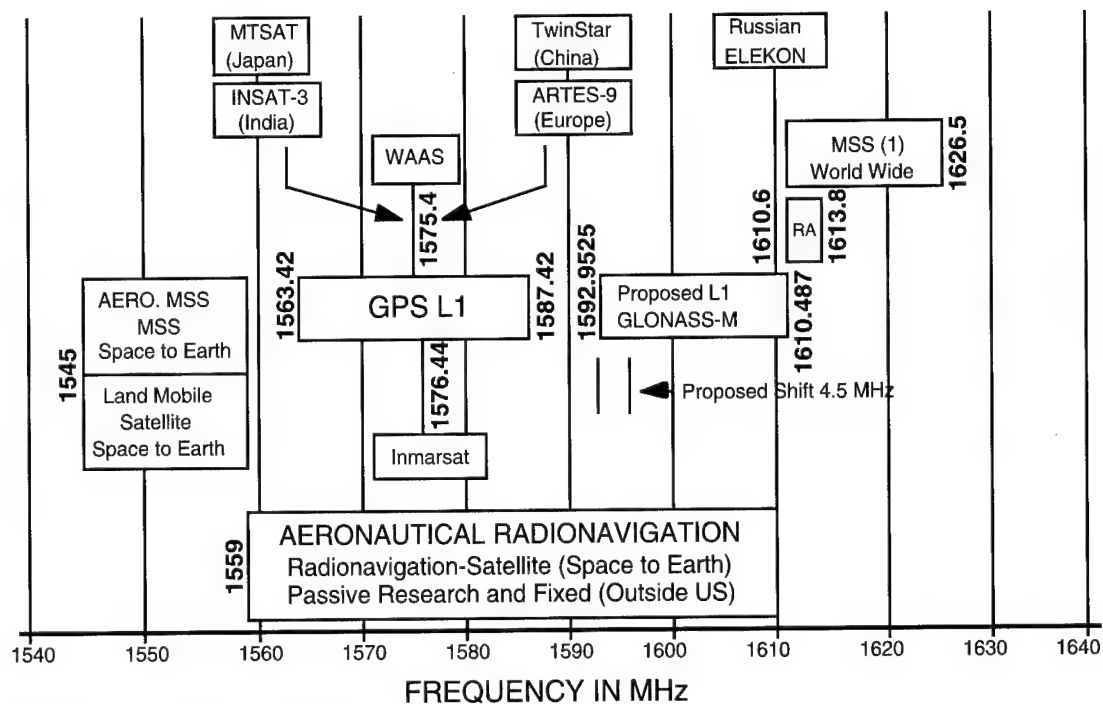 MTSAT
(Japan)
TwinStar
(China)
Russian
ELEKON
INSAT-3
(India)
ARTES-9
(Europe)
WAAS
MSS (1)
World Wide
1626.5
1575.4
1610.6
RA
1613.8
AERO. MSS
MSS
Space to Earth
1563.42
GPS L1
1587.42
1592.9525
Proposed L1
GLONASS-M
1610.487
1545
Land Mobile
Satellite
Space to Earth
1576.44
Proposed Shift 4.5 MHz
Inmarsat
1559
AERONAUTICAL RADIONAVIGATION
Radionavigation-Satellite (Space to Earth)
Passive Research and Fixed (Outside US)
1540 1550 1560 1570 1580 1590 1600 1610 1620 1630 1640
FREQUENCY IN MHz